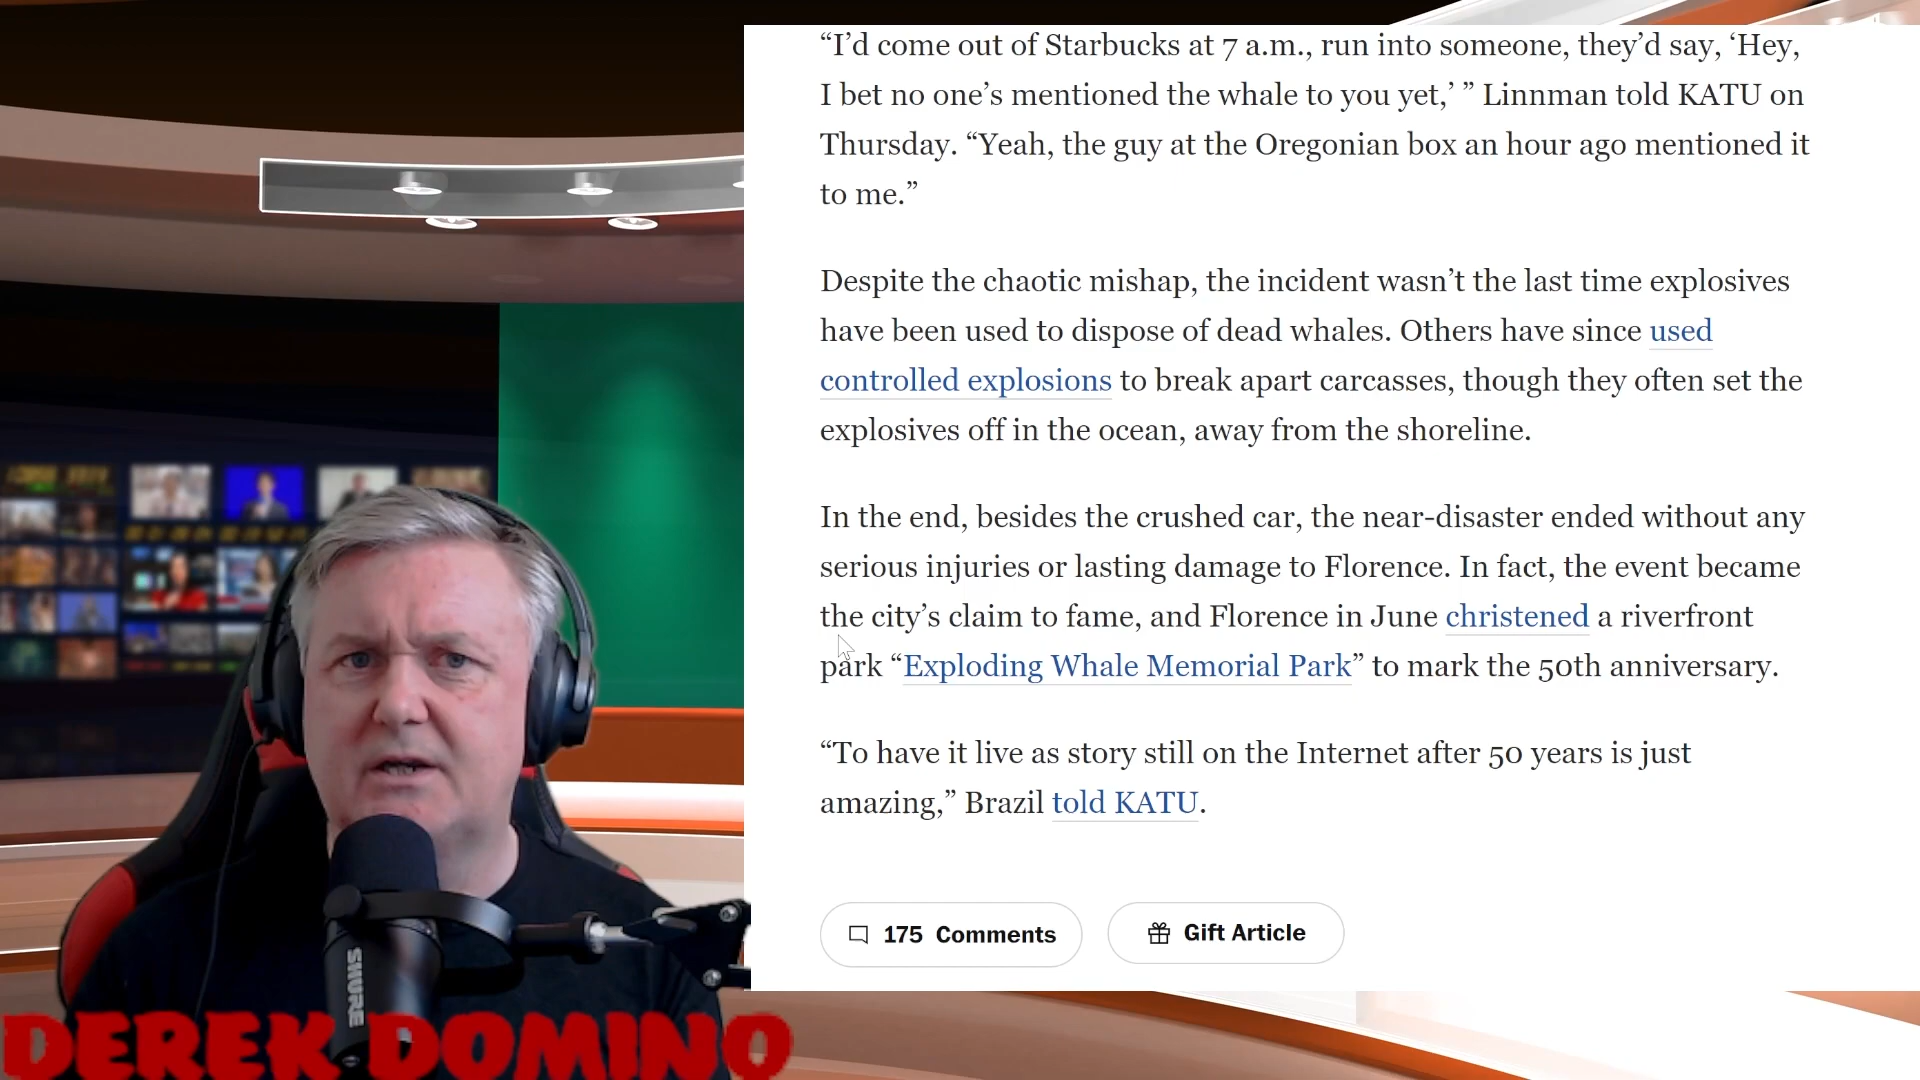 “I’d come out of Starbucks at 7 a.m., run into someone, they’d say, ‘Hey,
I bet no one’s mentioned the whale to you yet,’ ” Linnman told KATU on
Thursday. “Yeah, the guy at the Oregonian box an hour ago mentioned it
to me.”
Despite the chaotic mishap, the incident wasn’t the last time explosives
have been used to dispose of dead whales. Others have since used
controlled explosions to break apart carcasses, though they often set the
explosives off in the ocean, away from the shoreline.
In the end, besides the crushed car, the near-disaster ended without any
serious injuries or lasting damage to Florence. In fact, the event became
the city’s claim to fame, and Florence in June christened a riverfront
park “Exploding Whale Memorial Park” to mark the 50th anniversary.
“To have it live as story still on the Internet after 50 years is just
amazing,” Brazil told KATU.
175 Comments
Gift Article
SHURE
DEREK DOMINO